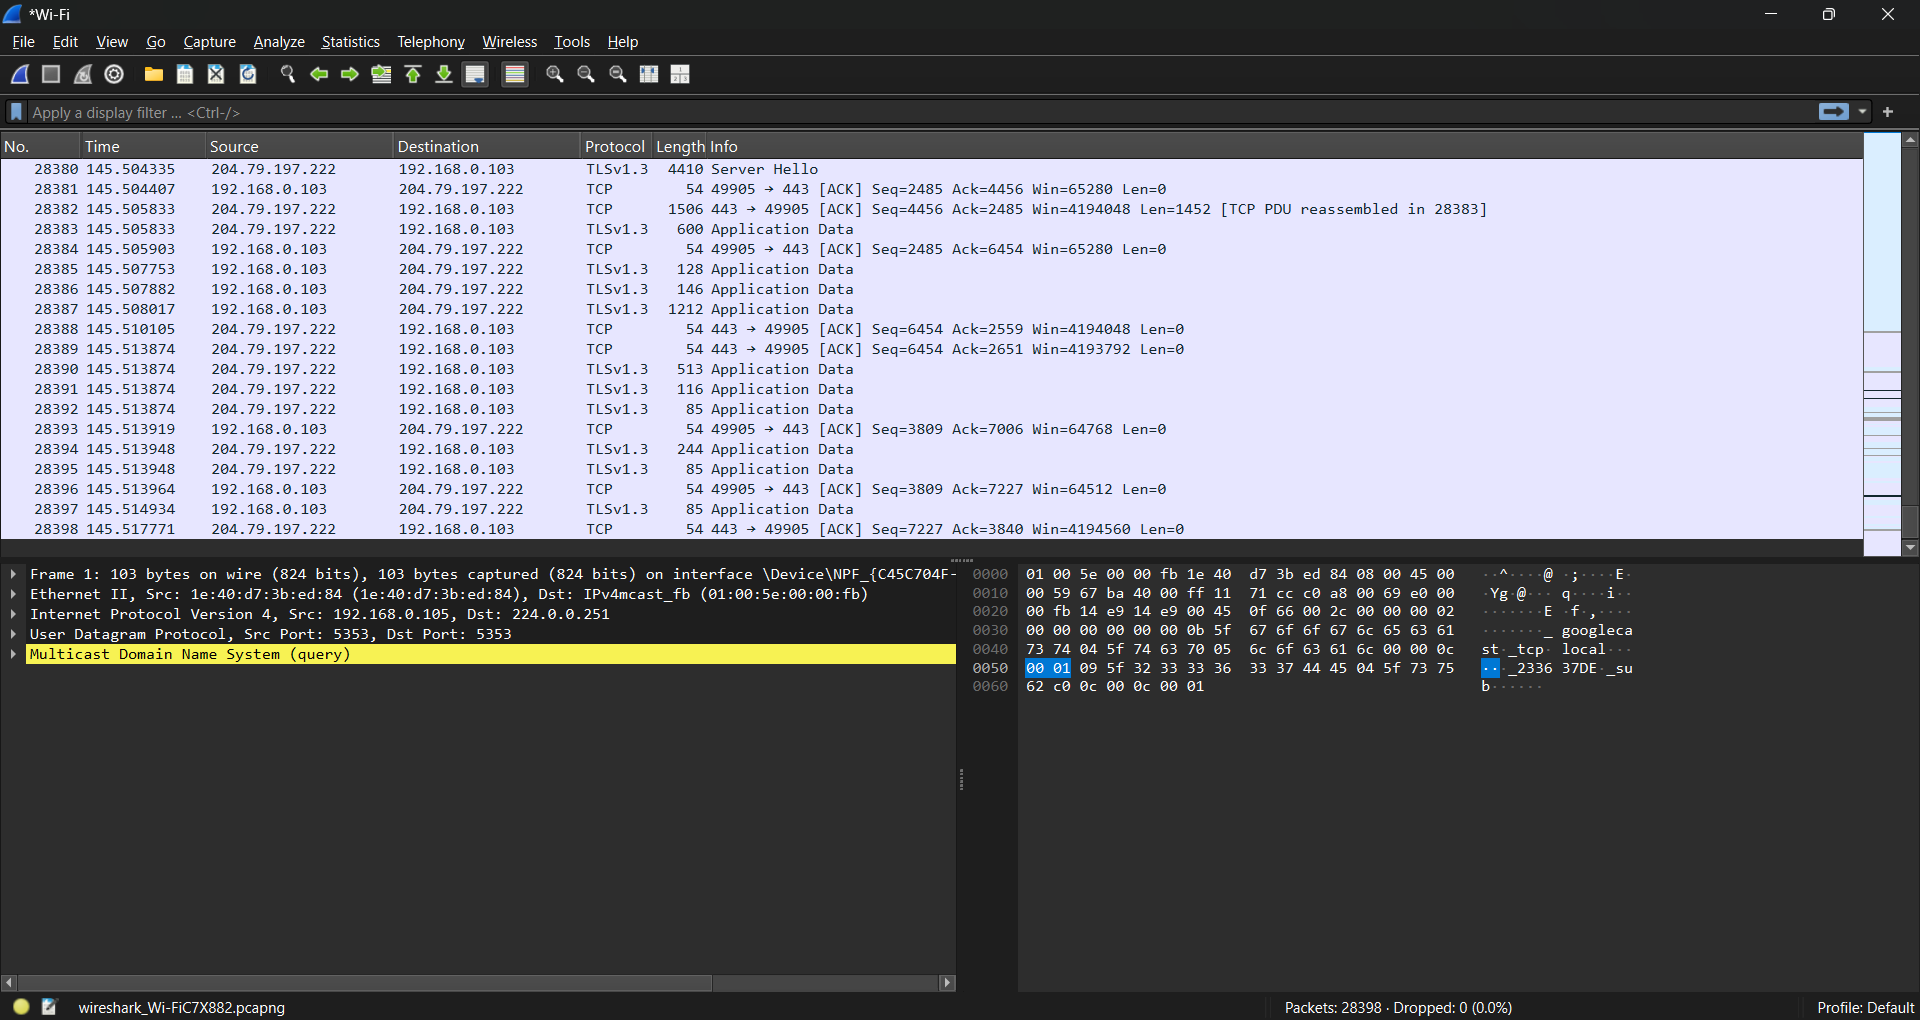 *Wi-Fi
File Edit View Go Capture Analyze Statistics Telephony Wireless Tools Help
Apply a display filter ... <Ctrl-/>
No. Time Source Destination Protocol Length Info
28380 145.504335 204.79.197.222 192.168.0.103 TLSv1.3 4410 Server Hello
28381 145.504407 192.168.0.103 204.79.197.222 TCP 54 49905 → 443 [ACK] Seq=2485 Ack=4456 Win=65280 Len=0
28382 145.505833 204.79.197.222 192.168.0.103 TCP 1506 443 → 49905 [ACK] Seq=4456 Ack=2485 Win=4194048 Len=1452 [TCP PDU reassembled in 28383]
28383 145.505833 204.79.197.222 192.168.0.103 TLSv1.3 600 Application Data
28384 145.505903 192.168.0.103 204.79.197.222 TCP 54 49905 → 443 [ACK] Seq=2485 Ack=6454 Win=65280 Len=0
28385 145.507753 192.168.0.103 204.79.197.222 TLSv1.3 128 Application Data
28386 145.507882 192.168.0.103 204.79.197.222 TLSv1.3 146 Application Data
28387 145.508017 192.168.0.103 204.79.197.222 TLSv1.3 1212 Application Data
28388 145.510105 204.79.197.222 192.168.0.103 TCP 54 443 → 49905 [ACK] Seq=6454 Ack=2559 Win=4194048 Len=0
28389 145.513874 204.79.197.222 192.168.0.103 TCP 54 443 → 49905 [ACK] Seq=6454 Ack=2651 Win=4193792 Len=0
28390 145.513874 204.79.197.222 192.168.0.103 TLSv1.3 513 Application Data
28391 145.513874 204.79.197.222 192.168.0.103 TLSv1.3 116 Application Data
28392 145.513874 204.79.197.222 192.168.0.103 TLSv1.3 85 Application Data
28393 145.513919 192.168.0.103 204.79.197.222 TCP 54 49905 → 443 [ACK] Seq=3809 Ack=7006 Win=64768 Len=0
28394 145.513948 204.79.197.222 192.168.0.103 TLSv1.3 244 Application Data
28395 145.513948 204.79.197.222 192.168.0.103 TLSv1.3 85 Application Data
28396 145.513964 192.168.0.103 204.79.197.222 TCP 54 49905 → 443 [ACK] Seq=3809 Ack=7227 Win=64512 Len=0
28397 145.514934 192.168.0.103 204.79.197.222 TLSv1.3 85 Application Data
28398 145.517771 204.79.197.222 192.168.0.103 TCP 54 443 → 49905 [ACK] Seq=7227 Ack=3840 Win=4194560 Len=0
Frame 1: 103 bytes on wire (824 bits), 103 bytes captured (824 bits) on interface \Device\NPF_{C45C704F-
Ethernet II, Src: 1e:40:d7:3b:ed:84 (1e:40:d7:3b:ed:84), Dst: IPv4mcast_fb (01:00:5e:00:00:fb)
Internet Protocol Version 4, Src: 192.168.0.105, Dst: 224.0.0.251
User Datagram Protocol, Src Port: 5353, Dst Port: 5353
Multicast Domain Name System (query)
0000 01 00 5e 00 00 fb 1e 40 d7 3b ed 84 08 00 45 00 ··^····@ ·;····E·
0010 00 59 67 ba 40 00 ff 11 71 cc c0 a8 00 69 e0 00 ·Yg·@··· q····i··
0020 00 fb 14 e9 14 e9 00 45 0f 66 00 2c 00 00 00 02 ·······E ·f·,····
0030 00 00 00 00 00 00 0b 5f 67 6f 6f 67 6c 65 63 61 ·······_ googleca
0040 73 74 04 5f 74 63 70 05 6c 6f 63 61 6c 00 00 0c st·_tcp· local···
0050 00 01 09 5f 32 33 33 36 33 37 44 45 04 5f 73 75 ···_2336 37DE·_su
0060 62 c0 0c 00 0c 00 01 b······
wireshark_Wi-FiC7X882.pcapng
Packets: 28398 · Dropped: 0 (0.0%)
Profile: Default